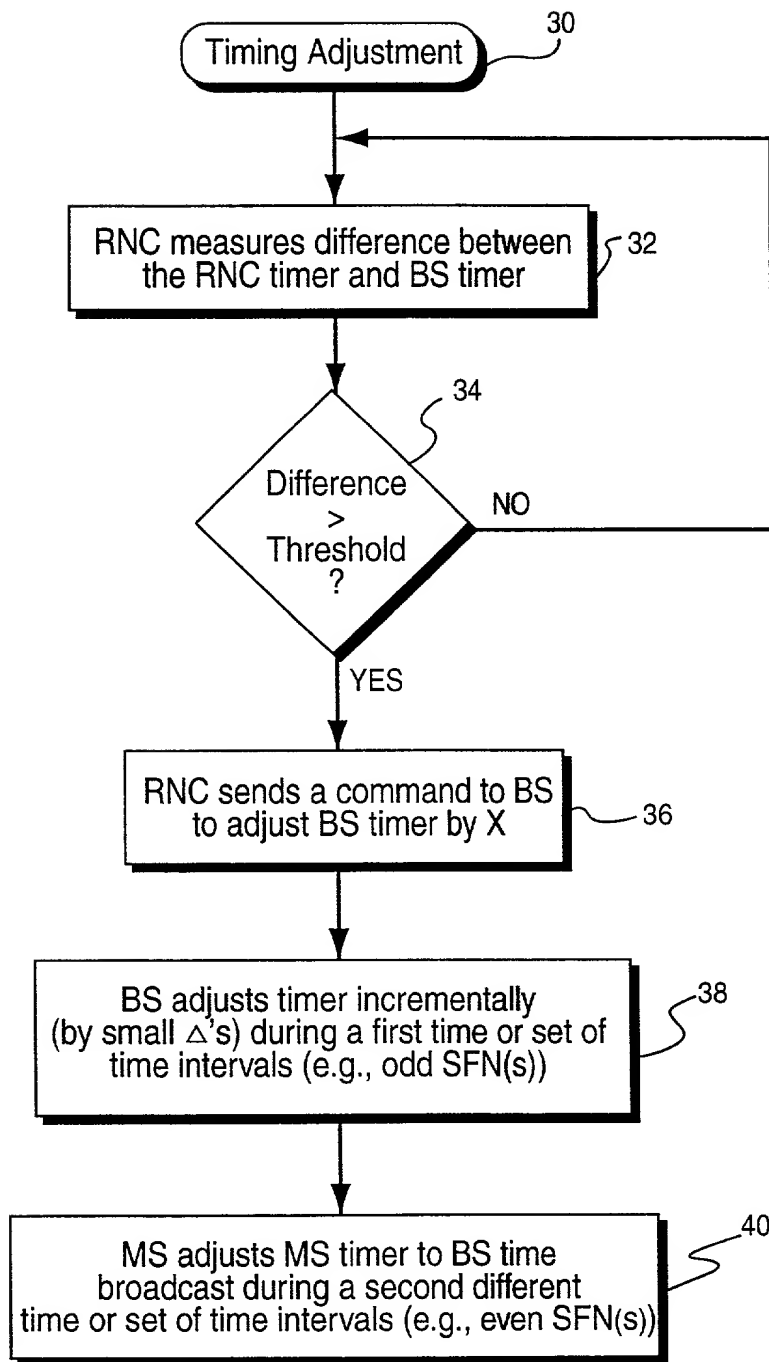 Timing Adjustment
30
RNC measures difference between
the RNC timer and BS timer
32
34
Difference
>
Threshold
?
NO
YES
RNC sends a command to BS
to adjust BS timer by X
36
BS adjusts timer incrementally
(by small △'s) during a first time or set of
time intervals (e.g., odd SFN(s))
38
MS adjusts MS timer to BS time
broadcast during a second different
time or set of time intervals (e.g., even SFN(s))
40